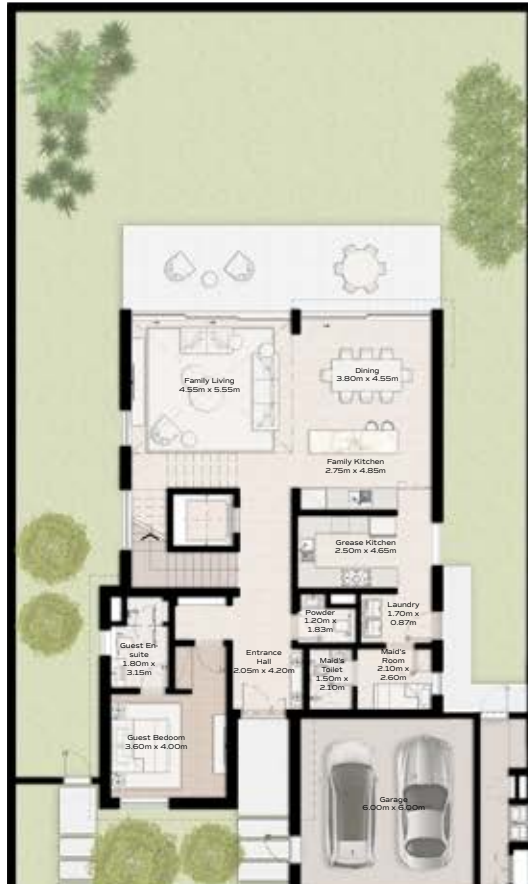 Family Living
4.55m x 5.55m
Dining
3.80m x 4.55m
Family Kitchen
2.75m x 4.85m
Grease Kitchen
2.50m x 4.65m
Powder
1.20m x
1.83m
Laundry
1.70m x
0.87m
Guest En-
suite
1.80m x
3.15m
Entrance
Hall
2.05m x 4.20m
Maid's
Toilet
1.50m x
2.10m
Maid's
Room
2.10m x
2.60m
Guest Bedoom
3.60m x 4.00m
Garage
6.00m x 6.00m